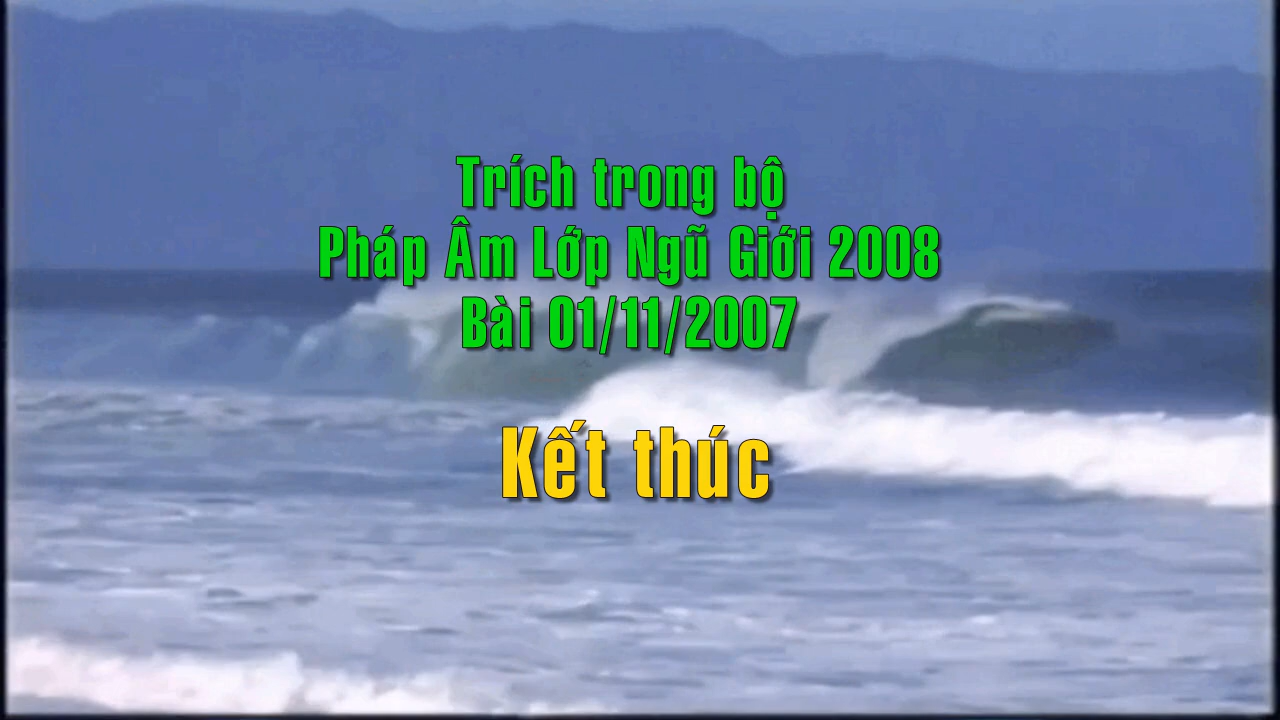 Trích trong bộ
Pháp Âm Lớp Ngũ Giới 2008
Bài 01/11/2007
Kết thúc